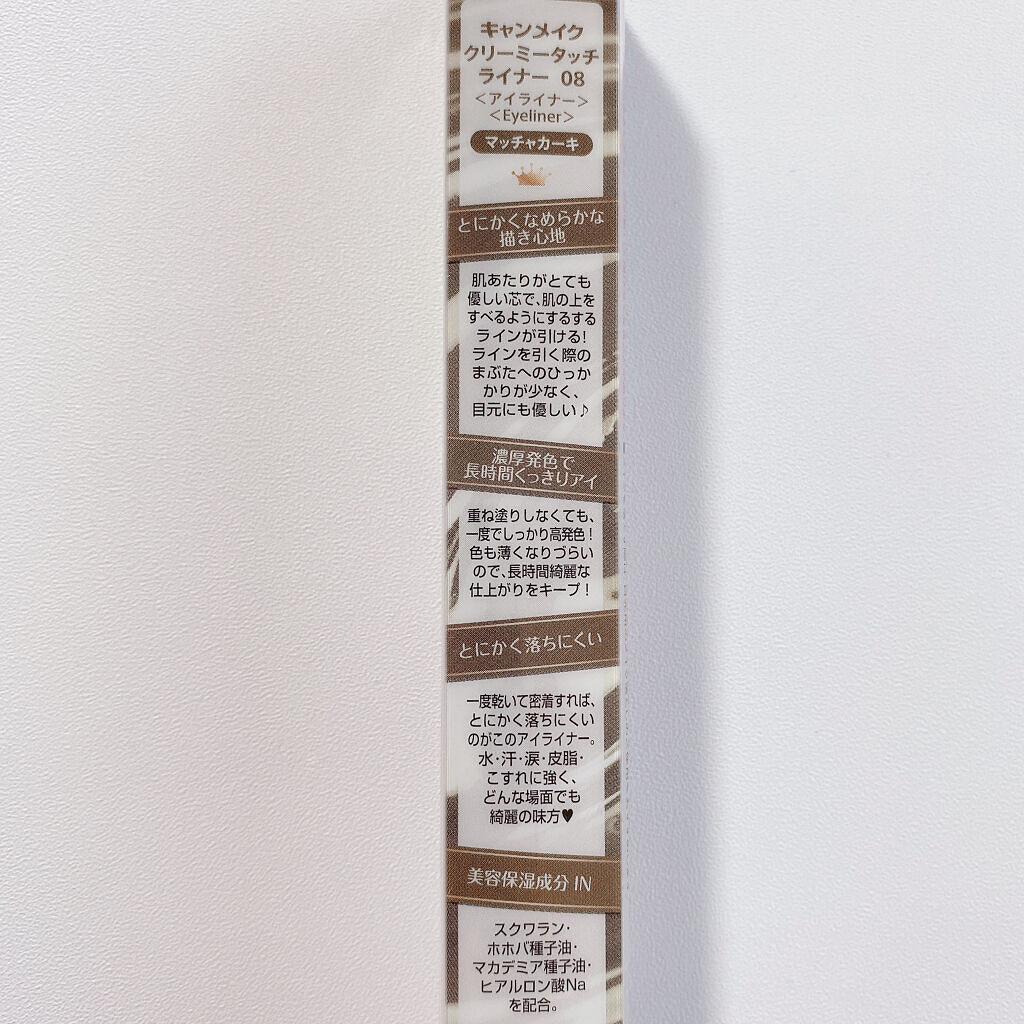 キャンメイク
クリーミータッチ
ライナー 08
＜アイライナー＞
＜Eyeliner＞
マッチャカーキ
とにかくなめらかな
描き心地
肌あたりがとても
優しい芯で、肌の上を
すべるようにするする
ラインが引ける!
ラインを引く際の
まぶたへのひっか
かりが少なく、
目元にも優しい♪
濃厚発色で
長時間くっきりアイ
重ね塗りしなくても、
一度でしっかり高発色!
色も薄くなりづらい
ので、長時間綺麗な
仕上がりをキープ!
とにかく落ちにくい
一度乾いて密着すれば、
とにかく落ちにくい
のがこのアイライナー。
水・汗・涙・皮脂・
こすれに強く、
どんな場面でも
綺麗の味方♥
美容保湿成分 IN
スクワラン・
ホホバ種子油・
マカデミア種子油・
ヒアルロン酸Na
を配合。